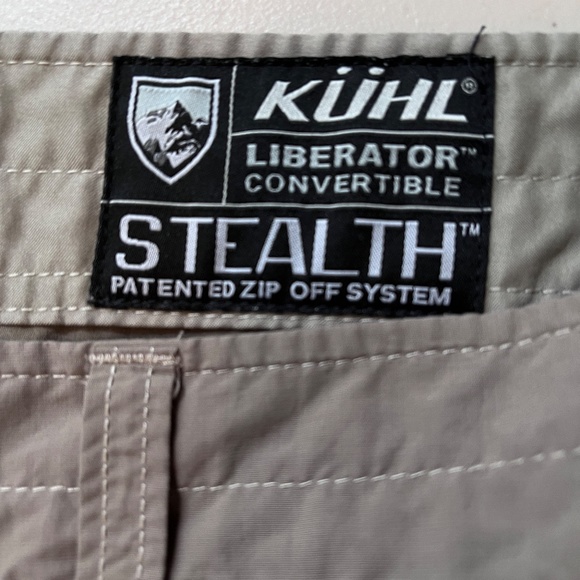 KÜHL®
LIBERATOR™
CONVERTIBLE
STEALTH™
PATENTED ZIP OFF SYSTEM